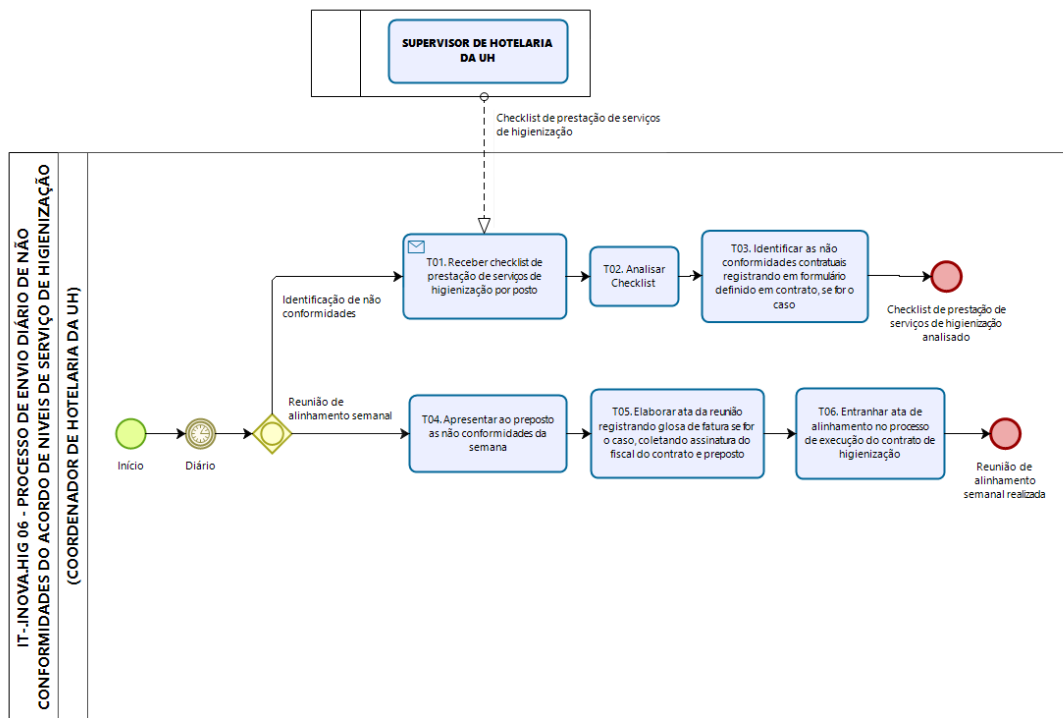 SUPERVISOR DE HOTELARIA
DA UH
Checklist de prestação de serviços
de higienização
IT-.INOVA.HIG 06 - PROCESSO DE ENVIO DIÁRIO DE NÃO
CONFORMIDADES DO ACORDO DE NIVEIS DE SERVIÇO DE HIGIENIZAÇÃO
(COORDENADOR DE HOTELARIA DA UH)
T01. Receber checklist de
prestação de serviços de
higienização por posto
T02. Analisar
Checklist
T03. Identificar as não
conformidades contratuais
registrando em formulário
definido em contrato, se for o
caso
Identificação de não
conformidades
Checklist de prestação de
serviços de higienização
analisado
Reunião de
alinhamento semanal
T04. Apresentar ao preposto
as não conformidades da
semana
T05. Elaborar ata da reunião
registrando glosa de fatura se for
o caso, coletando assinatura do
fiscal do contrato e preposto
T06. Entranhar ata de
alinhamento no processo
de execução do contrato de
higienização
Início
Diário
Reunião de
alinhamento
semanal realizada